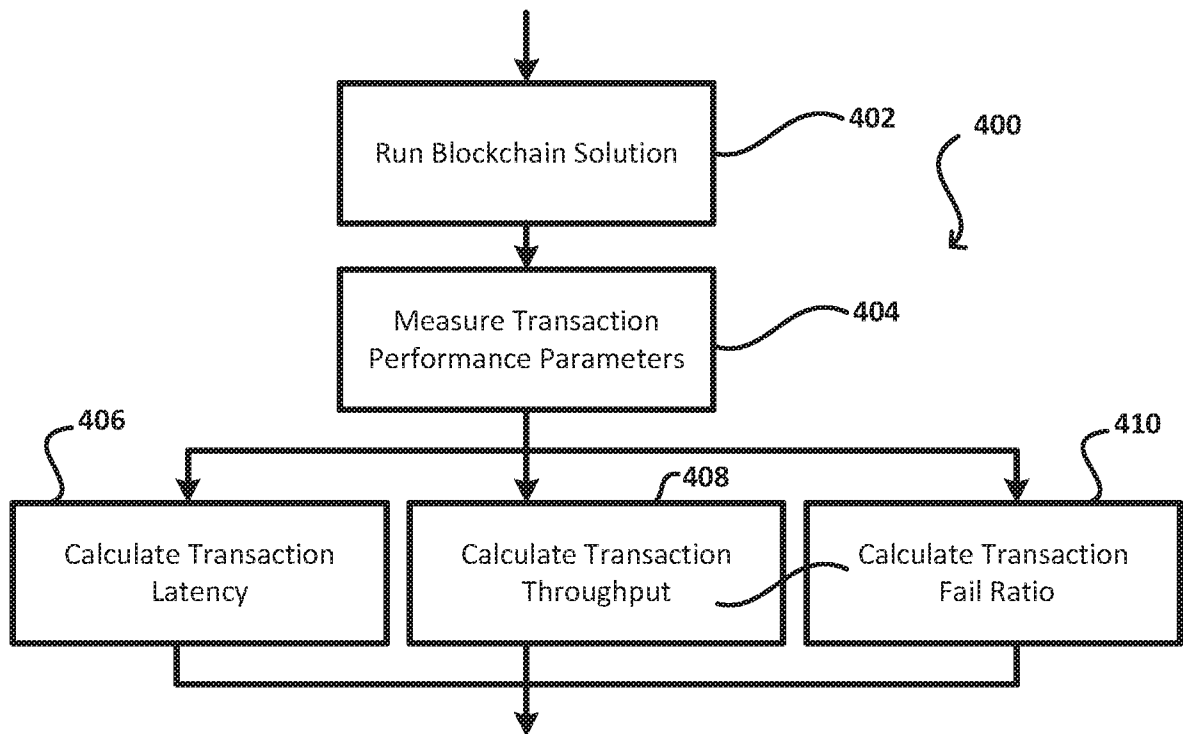 Run Blockchain Solution
402
400
Measure Transaction
Performance Parameters
404
406
408
410
Calculate Transaction
Latency
Calculate Transaction
Throughput
Calculate Transaction
Fail Ratio